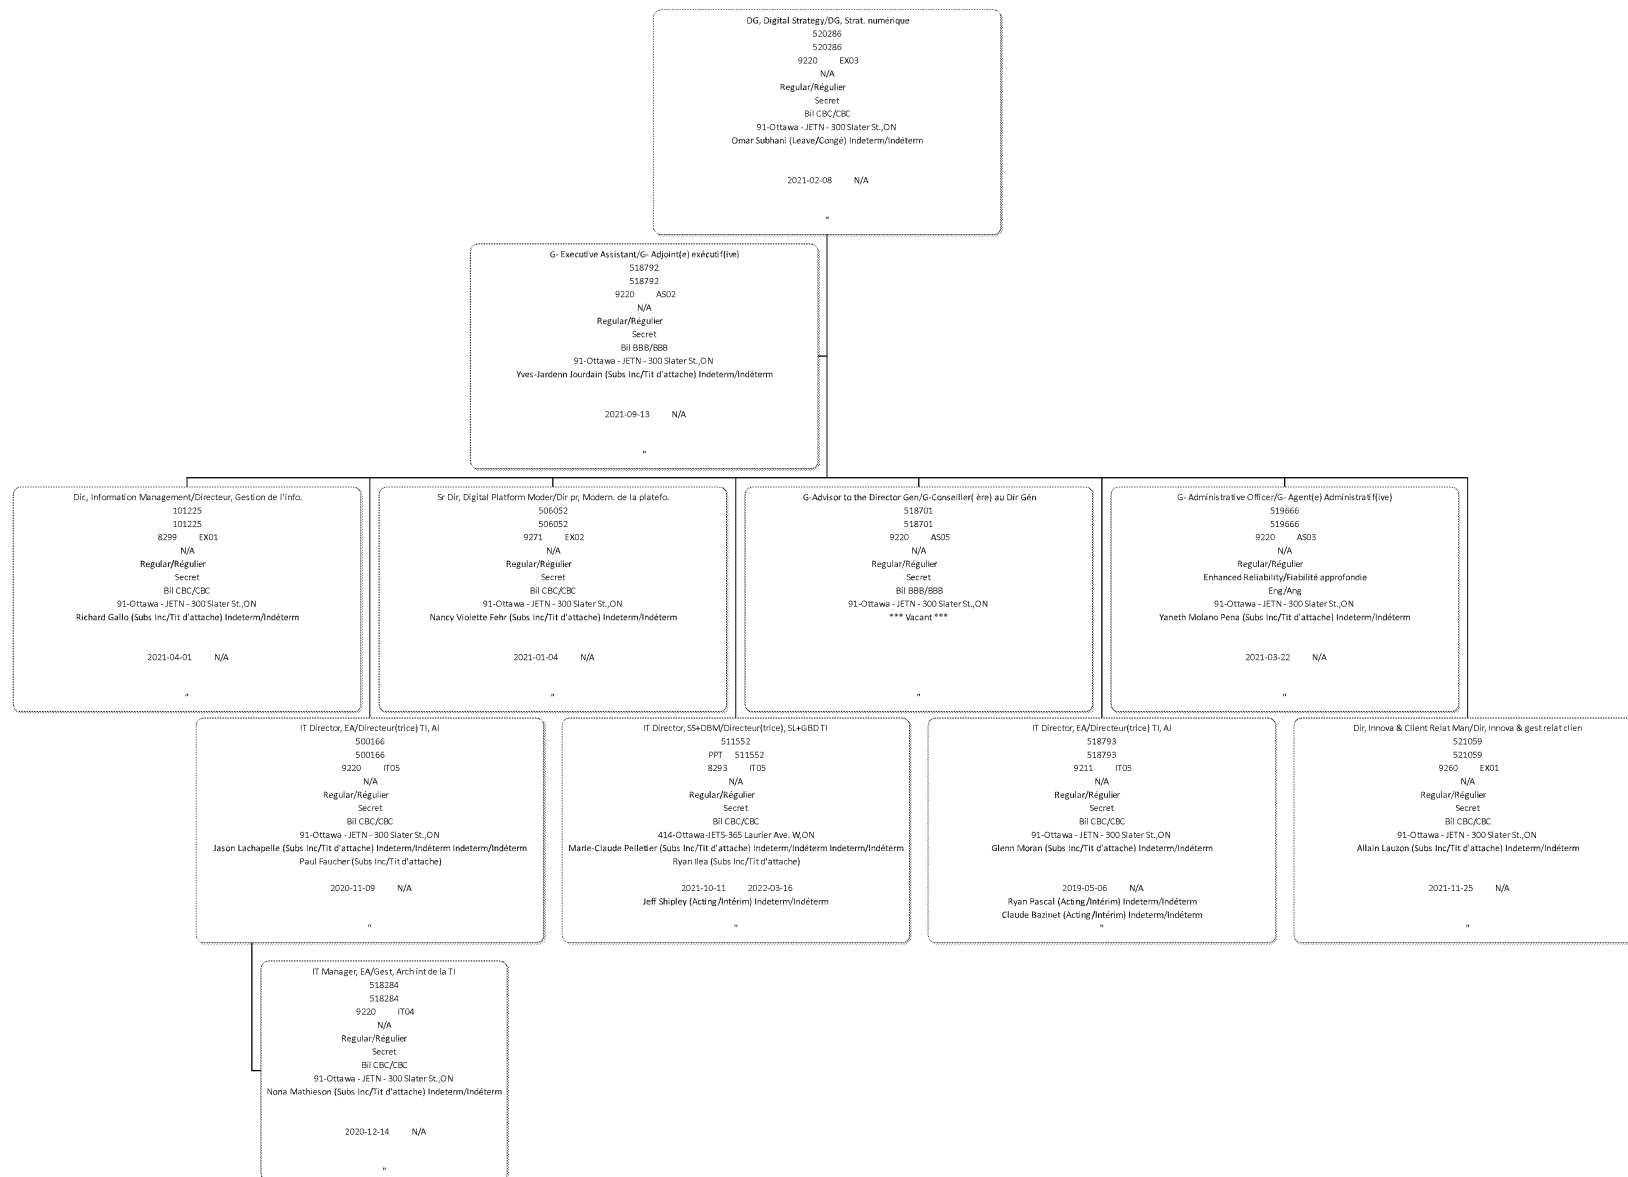 DG, Digital Strategy/DG, Strat. numérique
520286
520286
9220 EX03
N/A
Regular/Régulier
Secret
Bil CBC/CBC
91-Ottawa - JETN - 300 Slater St.,ON
Omar Subhani (Leave/Congé) Indeterm/Indéterm
2021-02-08 N/A
"
G- Executive Assistant/G- Adjoint(e) exécutif(ive)
518792
518792
9220 AS02
N/A
Regular/Régulier
Secret
Bil BBB/BBB
91-Ottawa - JETN - 300 Slater St.,ON
Yves-Jardenn Jourdain (Subs Inc/Tit d'attache) Indeterm/Indéterm
2021-09-13 N/A
"
Dir., Information Management/Directeur, Gestion de l'info.
101225
101225
8299 EX01
N/A
Regular/Régulier
Secret
Bil CBC/CBC
91-Ottawa - JETN - 300 Slater St.,ON
Richard Gallo (Subs Inc/Tit d'attache) Indeterm/Indéterm
2021-04-01 N/A
"
Sr Dir, Digital Platform Moder/Dir pr, Modern. de la platefo.
506052
506052
9271 EX02
N/A
Regular/Régulier
Secret
Bil CBC/CBC
91-Ottawa - JETN - 300 Slater St.,ON
Nancy Violette Fehr (Subs Inc/Tit d'attache) Indeterm/Indéterm
2021-01-04 N/A
"
G-Advisor to the Director Gen/G-Conseiller( ère) au Dir Gén
518701
518701
9220 AS05
N/A
Regular/Régulier
Secret
Bil BBB/BBB
91-Ottawa - JETN - 300 Slater St.,ON
*** Vacant ***
"
G- Administrative Officer/G- Agent(e) Administratif(ive)
519666
519666
9220 AS03
N/A
Regular/Régulier
Enhanced Reliability/Fiabilité approfondie
Eng/Ang
91-Ottawa - JETN - 300 Slater St.,ON
Yaneth Molano Pena (Subs Inc/Tit d'attache) Indeterm/Indéterm
2021-03-22 N/A
"
IT Director, EA/Directeur(trice) TI, AI
500166
500166
9220 IT05
N/A
Regular/Régulier
Secret
Bil CBC/CBC
91-Ottawa - JETN - 300 Slater St.,ON
Jason Lachapelle (Subs Inc/Tit d'attache) Indeterm/Indéterm Indeterm/Indéterm
Paul Faucher (Subs Inc/Tit d'attache)
2020-11-09 N/A
"
IT Director, SS+DBM/Directeur(trice), SL+GBD TI
511552
PPT 511552
8293 IT05
N/A
Regular/Régulier
Secret
Bil CBC/CBC
414-Ottawa-JETS-365 Laurier Ave. W,ON
Marie-Claude Pelletier (Subs Inc/Tit d'attache) Indeterm/Indéterm Indeterm/Indéterm
Ryan Ilea (Subs Inc/Tit d'attache)
2021-10-11 2022-03-16
Jeff Shipley (Acting/Intérim) Indeterm/Indéterm
"
IT Director, EA/Directeur(trice) TI, AI
518793
518793
9211 IT05
N/A
Regular/Régulier
Secret
Bil CBC/CBC
91-Ottawa - JETN - 300 Slater St.,ON
Glenn Moran (Subs Inc/Tit d'attache) Indeterm/Indéterm
2019-05-06 N/A
Ryan Pascal (Acting/Intérim) Indeterm/Indéterm
Claude Bazinet (Acting/Intérim) Indeterm/Indéterm
"
Dir, Innova & Client Relat Man/Dir, Innova & gest relat clien
521059
521059
9260 EX01
N/A
Regular/Régulier
Secret
Bil CBC/CBC
91-Ottawa - JETN - 300 Slater St.,ON
Allain Lauzon (Subs Inc/Tit d'attache) Indeterm/Indéterm
2021-11-25 N/A
"
IT Manager, EA/Gest, Arch int de la TI
518284
518284
9220 IT04
N/A
Regular/Régulier
Secret
Bil CBC/CBC
91-Ottawa - JETN - 300 Slater St.,ON
Nona Mathieson (Subs Inc/Tit d'attache) Indeterm/Indéterm
2020-12-14 N/A
"